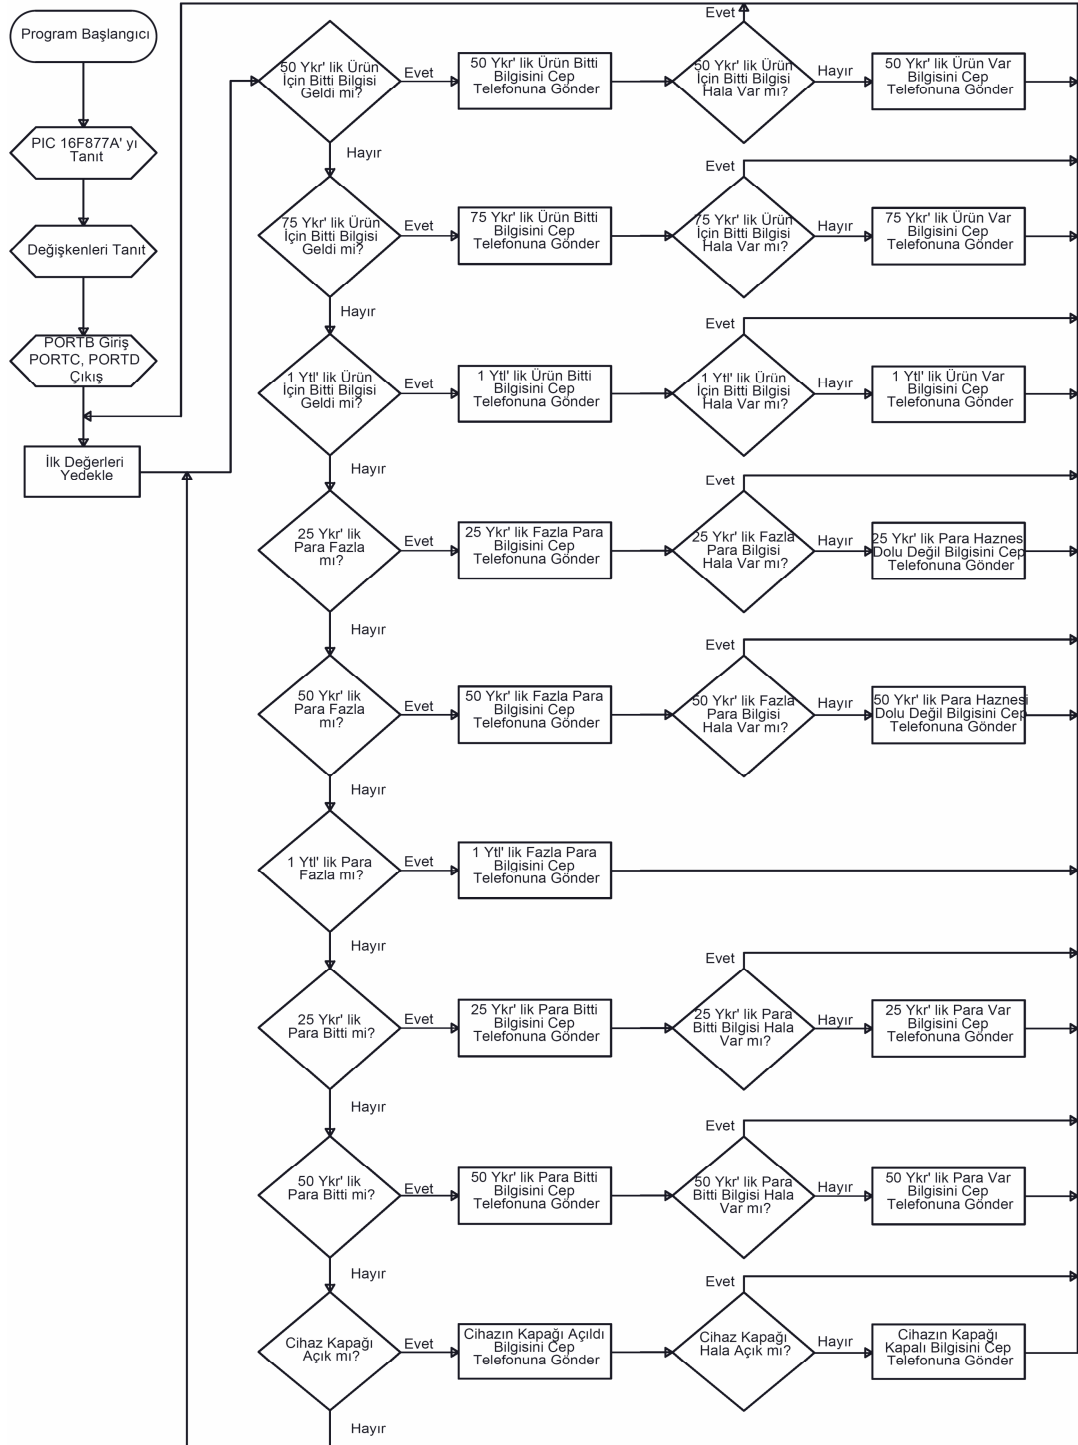 Program Başlangıcı
PIC 16F877A' yı
Tanıt
Değişkenleri Tanıt
PORTB Giriş
PORTC, PORTD
Çıkış
İlk Değerleri
Yedekle
50 Ykr' lik Ürün
İçin Bitti Bilgisi
Geldi mi?
Evet
Hayır
50 Ykr' lik Ürün Bitti
Bilgisini Cep
Telefonuna Gönder
50 Ykr' lik Ürün
İçin Bitti Bilgisi
Hala Var mı?
Evet
Hayır
50 Ykr' lik Ürün Var
Bilgisini Cep
Telefonuna Gönder
75 Ykr' lik Ürün
İçin Bitti Bilgisi
Geldi mi?
Evet
Hayır
75 Ykr' lik Ürün Bitti
Bilgisini Cep
Telefonuna Gönder
75 Ykr' lik Ürün
İçin Bitti Bilgisi
Hala Var mı?
Evet
Hayır
75 Ykr' lik Ürün Var
Bilgisini Cep
Telefonuna Gönder
1 Ytl' lik Ürün
İçin Bitti Bilgisi
Geldi mi?
Evet
Hayır
1 Ytl' lik Ürün Bitti
Bilgisini Cep
Telefonuna Gönder
1 Ytl' lik Ürün
İçin Bitti Bilgisi
Hala Var mı?
Evet
Hayır
1 Ytl' lik Ürün Var
Bilgisini Cep
Telefonuna Gönder
25 Ykr' lik
Para Fazla
mı?
Evet
Hayır
25 Ykr' lik Fazla Para
Bilgisini Cep
Telefonuna Gönder
25 Ykr' lik Fazla
Para Bilgisi
Hala Var mı?
Evet
Hayır
25 Ykr' lik Para Haznes
Dolu Değil Bilgisini Cep
Telefonuna Gönder
50 Ykr' lik
Para Fazla
mı?
Evet
Hayır
50 Ykr' lik Fazla Para
Bilgisini Cep
Telefonuna Gönder
50 Ykr' lik Fazla
Para Bilgisi
Hala Var mı?
Evet
Hayır
50 Ykr' lik Para Haznesi
Dolu Değil Bilgisini Cep
Telefonuna Gönder
1 Ytl' lik Para
Fazla mı?
Evet
Hayır
1 Ytl' lik Fazla Para
Bilgisini Cep
Telefonuna Gönder
25 Ykr' lik
Para Bitti mi?
Evet
Hayır
25 Ykr' lik Para Bitti
Bilgisini Cep
Telefonuna Gönder
25 Ykr' lik Para
Bitti Bilgisi Hala
Var mı?
Evet
Hayır
25 Ykr' lik Para Var
Bilgisini Cep
Telefonuna Gönder
50 Ykr' lik
Para Bitti mi?
Evet
Hayır
50 Ykr' lik Para Bitti
Bilgisini Cep
Telefonuna Gönder
50 Ykr' lik Para
Bitti Bilgisi Hala
Var mı?
Evet
Hayır
50 Ykr' lik Para Var
Bilgisini Cep
Telefonuna Gönder
Cihaz Kapağı
Açık mı?
Evet
Hayır
Cihazın Kapağı Açıldı
Bilgisini Cep
Telefonuna Gönder
Cihaz Kapağı
Hala Açık mı?
Evet
Hayır
Cihazın Kapağı
Kapalı Bilgisini Cep
Telefonuna Gönder